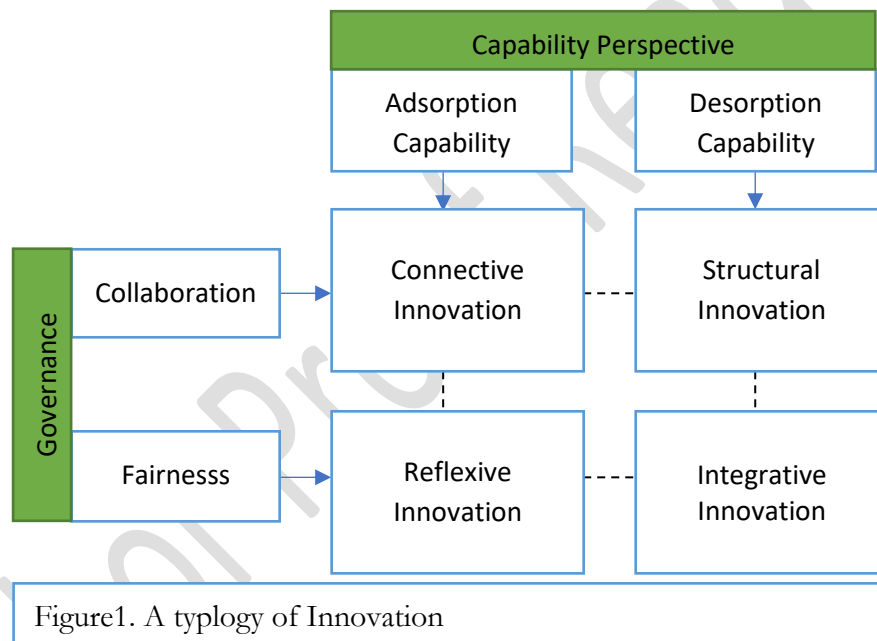 Capability Perspective
Adsorption
Capability
Desorption
Capability
Governance
Collaboration
Connective
Innovation
Structural
Innovation
Fairnesss
Reflexive
Innovation
Integrative
Innovation
Figure1. A typlogy of Innovation